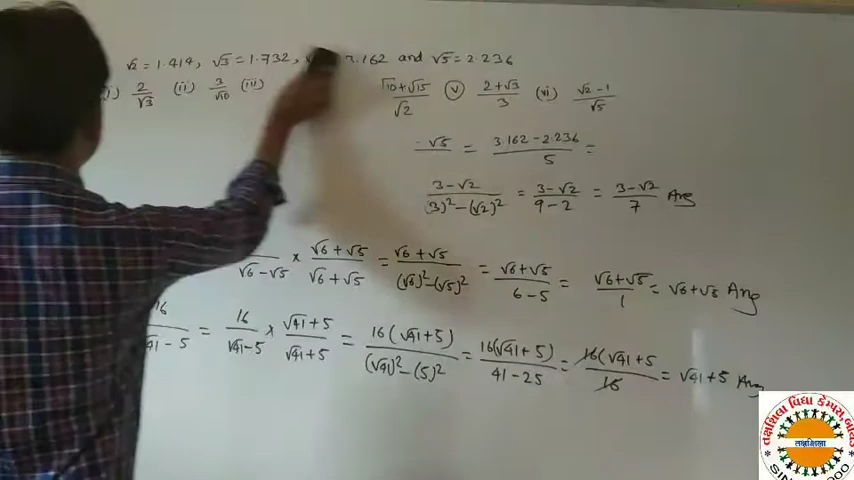 √2 = 1.414, √3 = 1.732, 3.162 and √5 = 2.236
(i) 2/√3 (ii) 3/√10 (iii) √10+√15/√2 (v) 2+√3/3 (vi) √2-1/√5
-√5 = 3.162-2.236/5 =
3-√2/(3)²-(√2)² = 3-√2/9-2 = 3-√2/7 Ans
√6-√5 × √6+√5/√6+√5 = √6+√5/(√6)²-(√5)² = √6+√5/6-5 = √6+√5/1 = √6+√5 Ans
16/√41-5 = 16/√41-5 × √41+5/√41+5 = 16(√41+5)/(√41)²-(5)² = 16(√41+5)/41-25 = 16(√41+5/16 = √41+5 Ans
તક્ષશિલા વિદ્યા કેમ્પસ